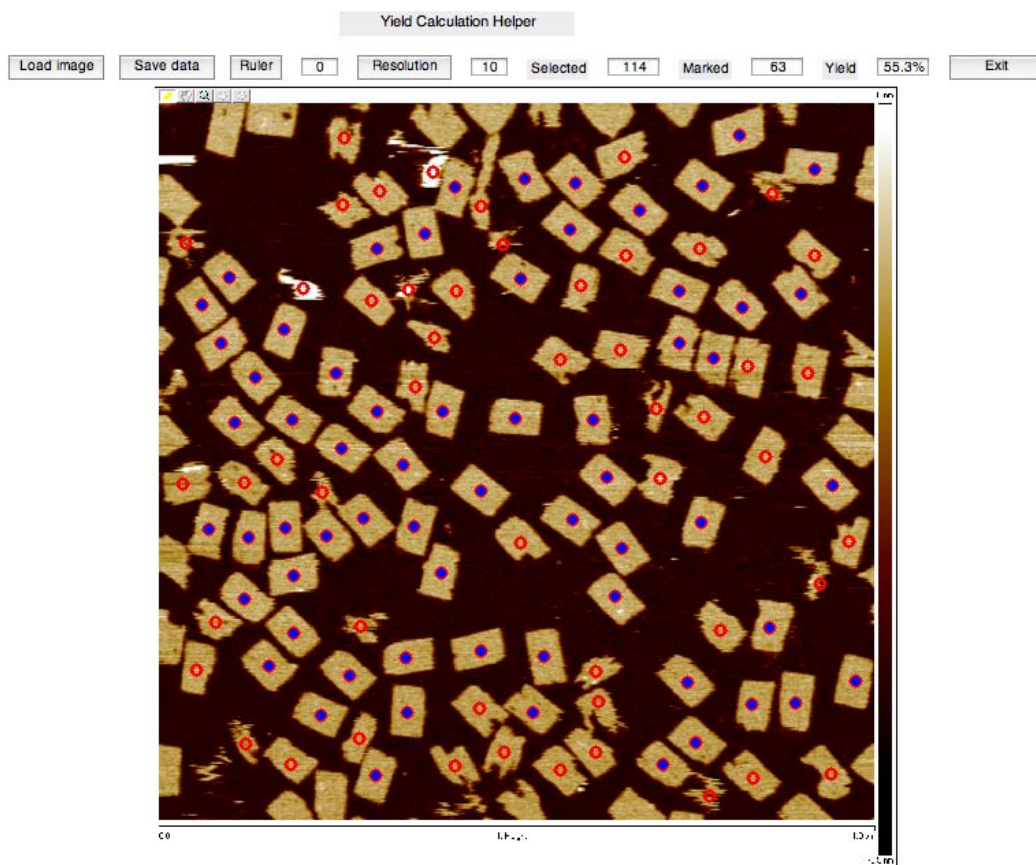 Yield Calculation Helper
Load image Save data Ruler 0 Resolution 10 Selected 114 Marked 63 Yield 55.3% Exit